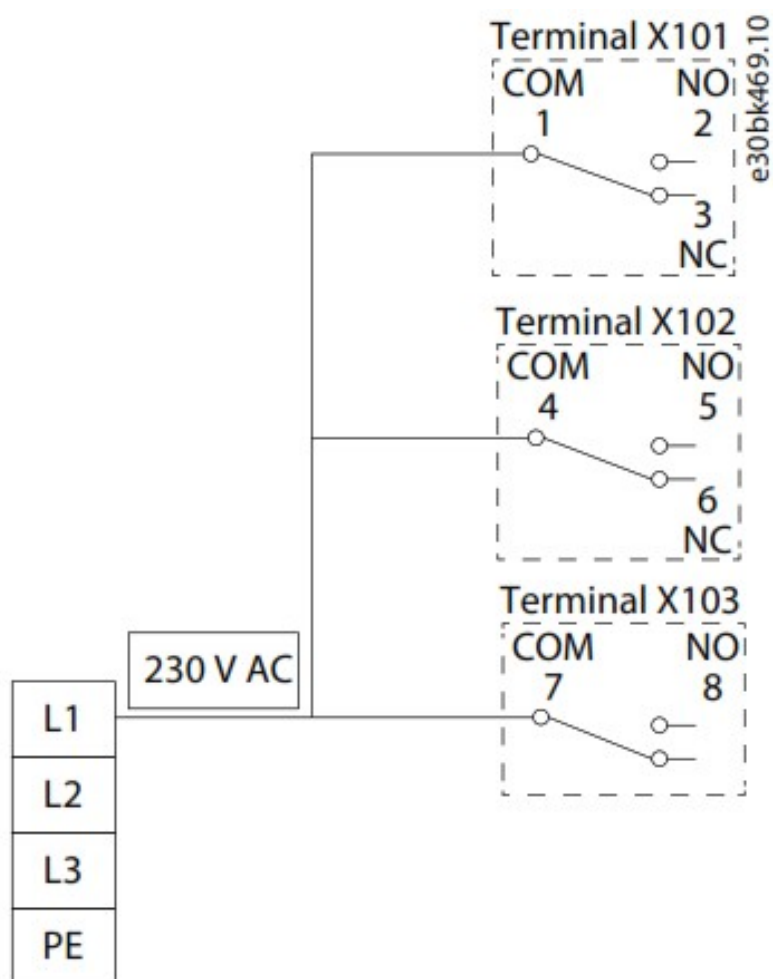 Terminal X101
COM NO
1 2
3
NC
e30bk469.10
Terminal X102
COM NO
4 5
6
NC
Terminal X103
COM NO
7 8
230 V AC
L1
L2
L3
PE